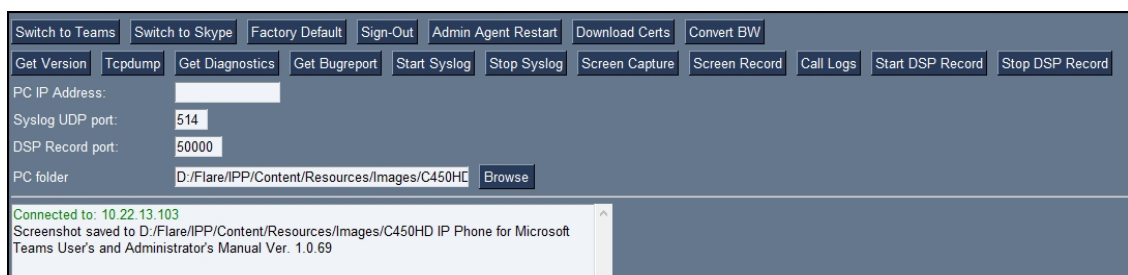 Switch to Teams Switch to Skype Factory Default Sign-Out Admin Agent Restart Download Certs Convert BW
Get Version Tcpdump Get Diagnostics Get Bugreport Start Syslog Stop Syslog Screen Capture Screen Record Call Logs Start DSP Record Stop DSP Record
PC IP Address:
Syslog UDP port: 514
DSP Record port: 50000
PC folder D:/Flare/IPP/Content/Resources/Images/C450HD Browse
Connected to: 10.22.13.103
Screenshot saved to D:/Flare/IPP/Content/Resources/Images/C450HD IP Phone for Microsoft
Teams User's and Administrator's Manual Ver. 1.0.69